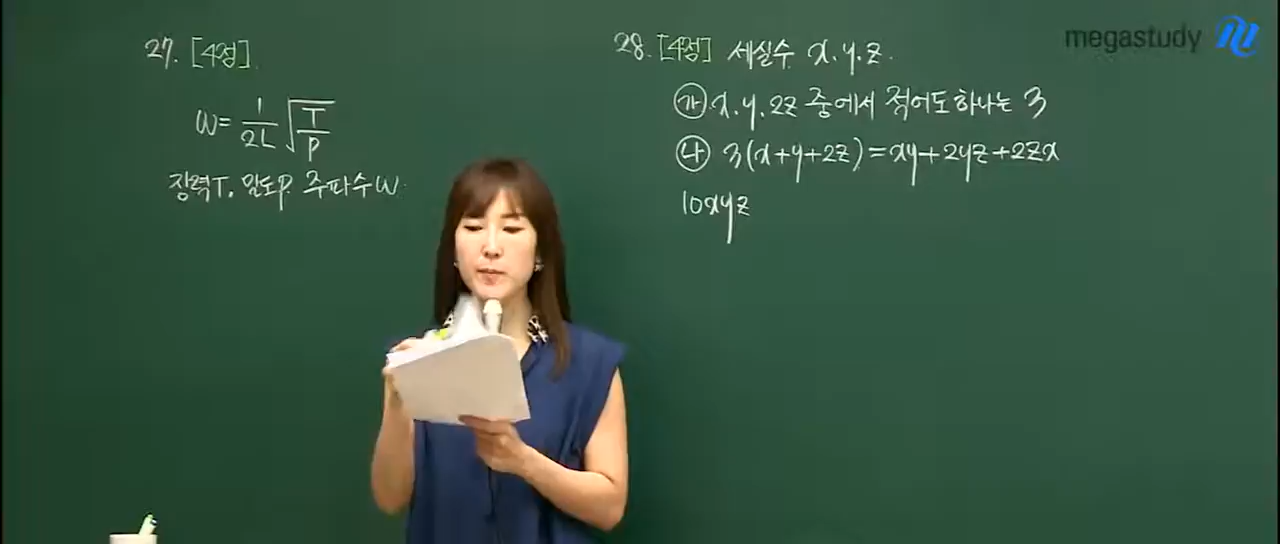 27. [4점]
ω = 1/2L √T/P
장력T. 밀도P. 주파수 ω.
28. [4점] 세실수 x. y. z.
㉮ x. y. 2z 중에서 적어도 하나는 3
㉯ 3(x+y+2z)=xy+2yz+2zx
10xyz
megastudy